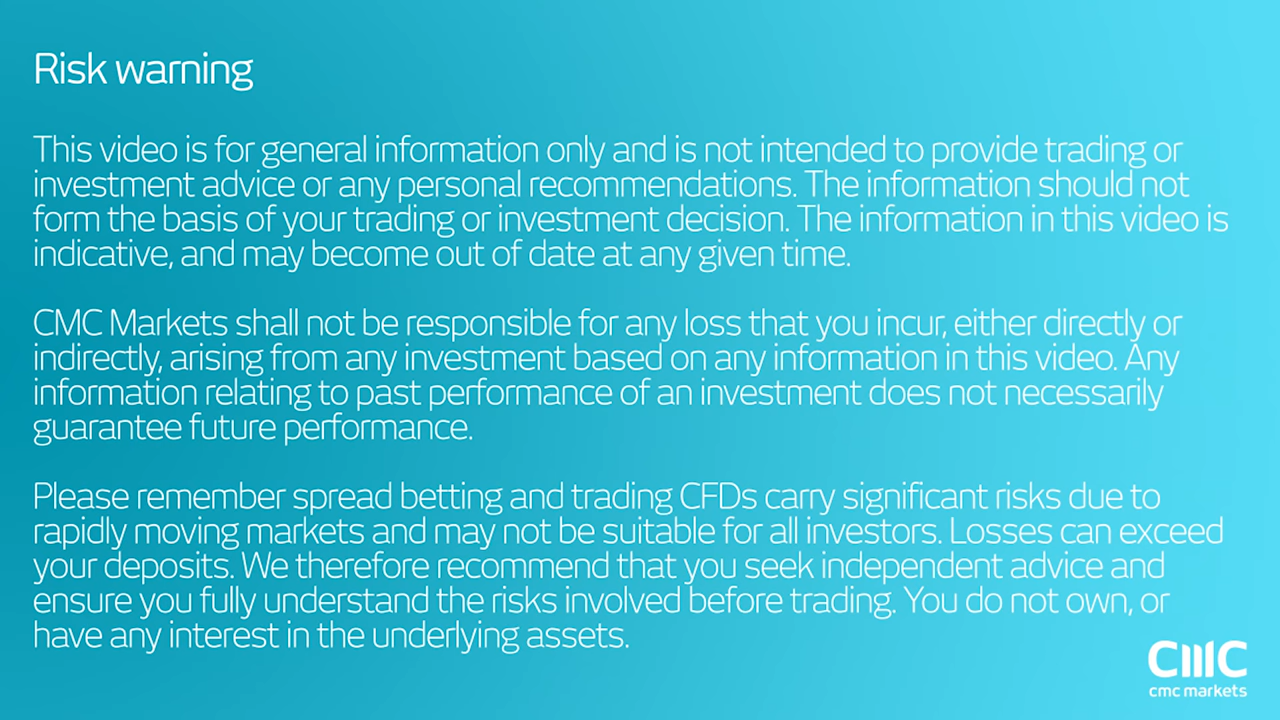 Risk warning
This video is for general information only and is not intended to provide trading or
investment advice or any personal recommendations. The information should not
form the basis of your trading or investment decision. The information in this video is
indicative, and may become out of date at any given time.
CMC Markets shall not be responsible for any loss that you incur, either directly or
indirectly, arising from any investment based on any information in this video. Any
information relating to past performance of an investment does not necessarily
guarantee future performance.
Please remember spread betting and trading CFDs carry significant risks due to
rapidly moving markets and may not be suitable for all investors. Losses can exceed
your deposits. We therefore recommend that you seek independent advice and
ensure you fully understand the risks involved before trading. You do not own, or
have any interest in the underlying assets.
CMC
cmc markets